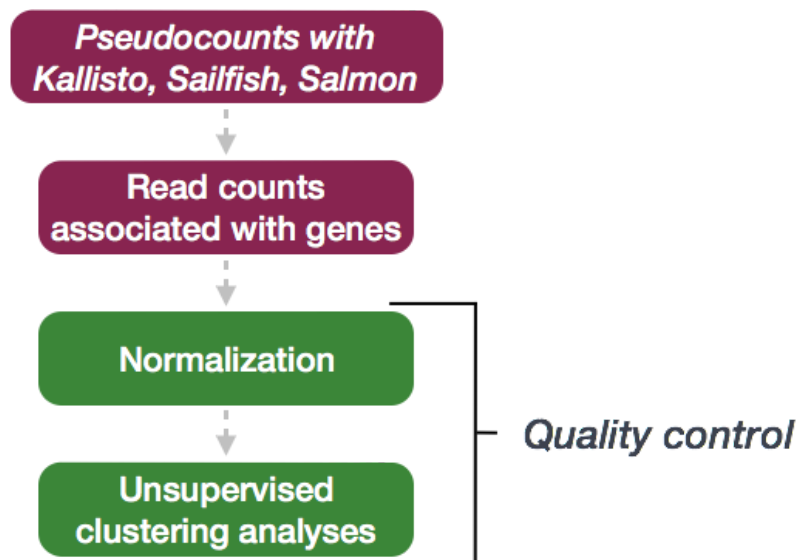 Pseudocounts with
Kallisto, Sailfish, Salmon
Read counts
associated with genes
Normalization
Quality control
Unsupervised
clustering analyses